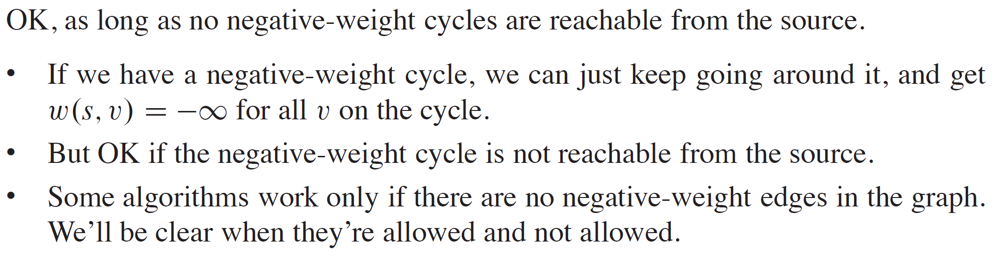 OK, as long as no negative-weight cycles are reachable from the source.
• If we have a negative-weight cycle, we can just keep going around it, and get
w(s, v) = −∞ for all v on the cycle.
• But OK if the negative-weight cycle is not reachable from the source.
• Some algorithms work only if there are no negative-weight edges in the graph.
We’ll be clear when they’re allowed and not allowed.